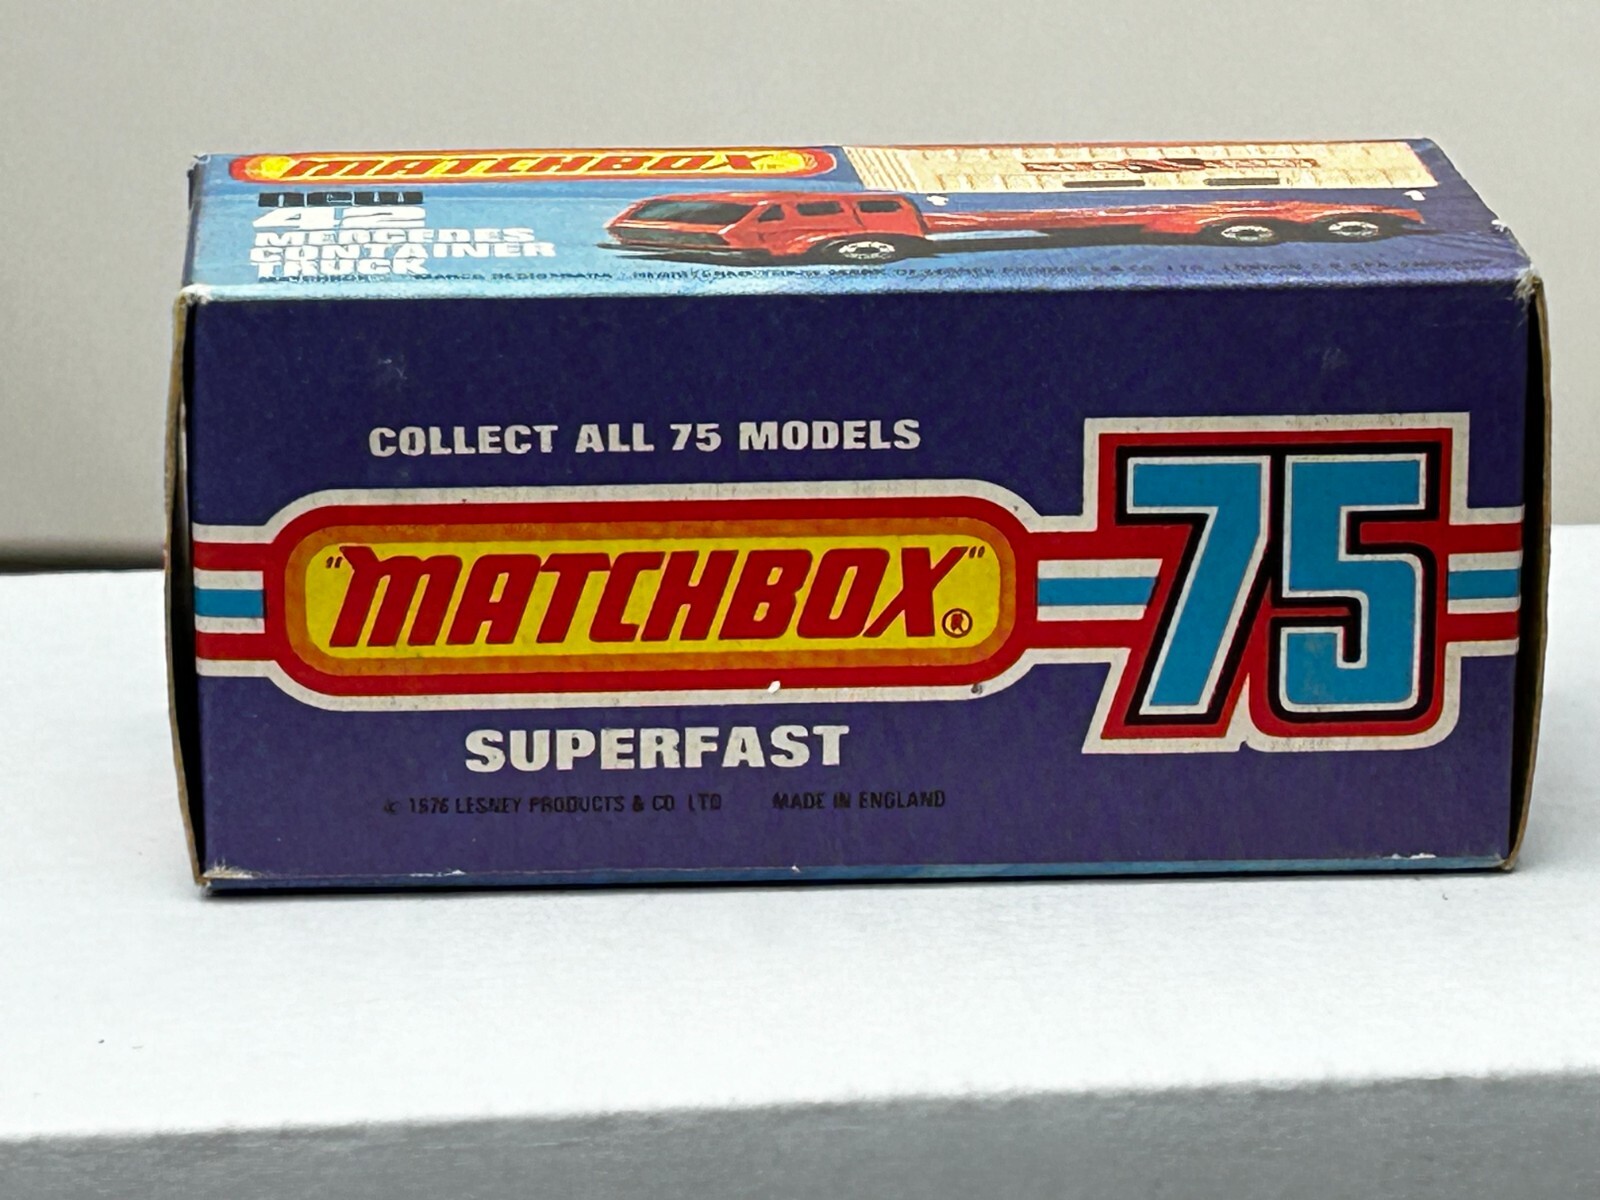 MATCHBOX
new
42
MERCEDES
CONTAINER
TRUCK
COLLECT ALL 75 MODELS
"MATCHBOX"®
75
SUPERFAST
© 1976 LESNEY PRODUCTS & CO LTD MADE IN ENGLAND